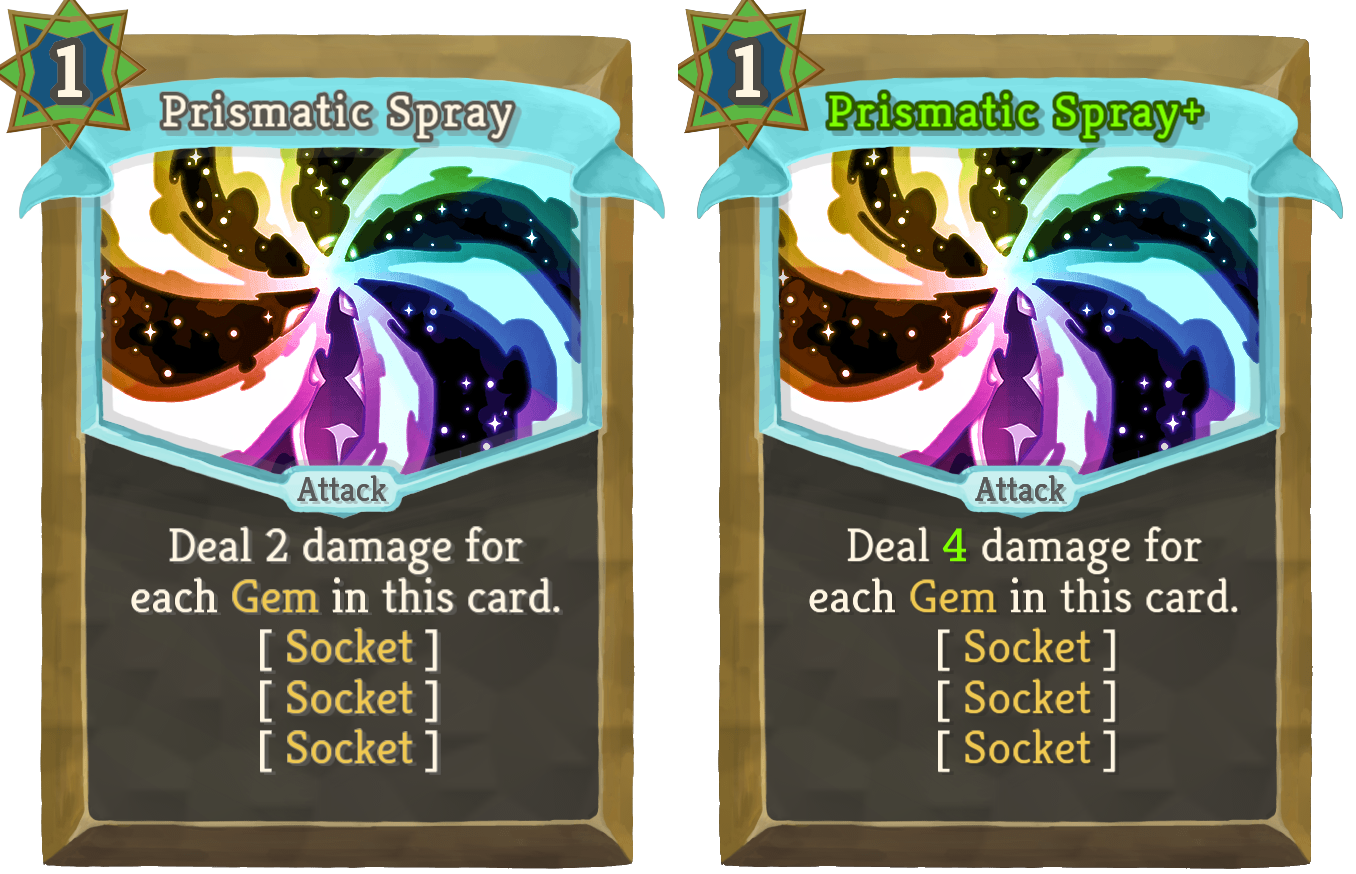 1
Prismatic Spray
Attack
Deal 2 damage for
each Gem in this card.
[ Socket ]
[ Socket ]
[ Socket ]
1
Prismatic Spray+
Attack
Deal 4 damage for
each Gem in this card.
[ Socket ]
[ Socket ]
[ Socket ]